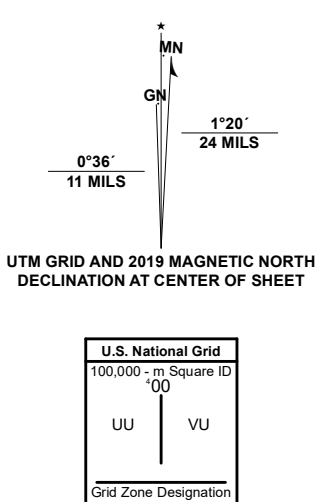 ★
MN
GN
1°20´
24 MILS
0°36´
11 MILS
UTM GRID AND 2019 MAGNETIC NORTH
DECLINATION AT CENTER OF SHEET
U.S. National Grid
100,000 - m Square ID
⁴00
UU VU
Grid Zone Designation